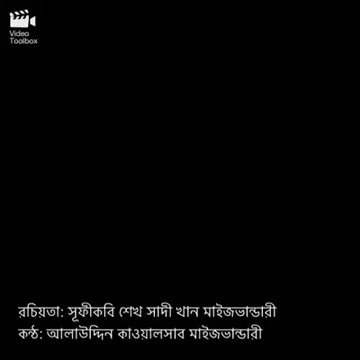 Video
Toolbox
রচিয়তা: সূফীকবি শেখ সাদী খান মাইজভান্ডারী
কন্ঠ: আলাউদ্দিন কাওয়ালসাব মাইজভান্ডারী